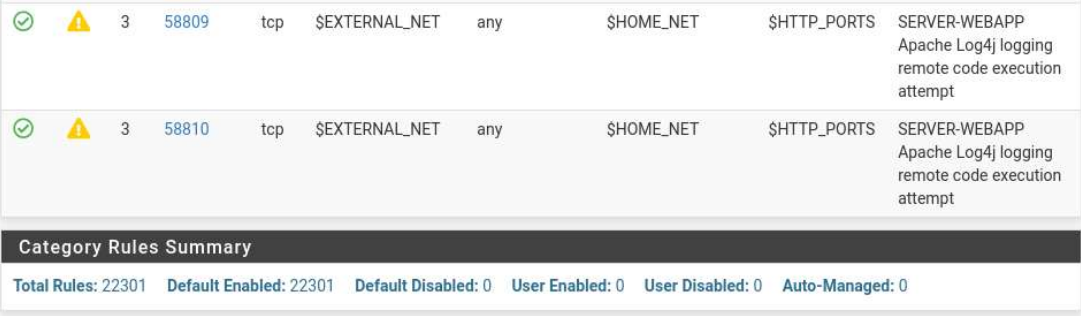 3 58809 tcp $EXTERNAL_NET any $HOME_NET $HTTP_PORTS SERVER-WEBAPP
Apache Log4j logging
remote code execution
attempt
3 58810 tcp $EXTERNAL_NET any $HOME_NET $HTTP_PORTS SERVER-WEBAPP
Apache Log4j logging
remote code execution
attempt
Category Rules Summary
Total Rules: 22301 Default Enabled: 22301 Default Disabled: 0 User Enabled: 0 User Disabled: 0 Auto-Managed: 0